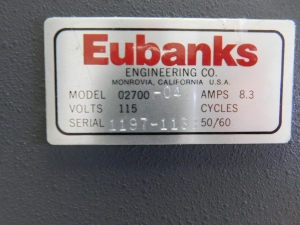 Eubanks
ENGINEERING CO.
MONROVIA, CALIFORNIA U.S.A.
MODEL 02700-04 AMPS 8.3
VOLTS 115 CYCLES
SERIAL 50/60